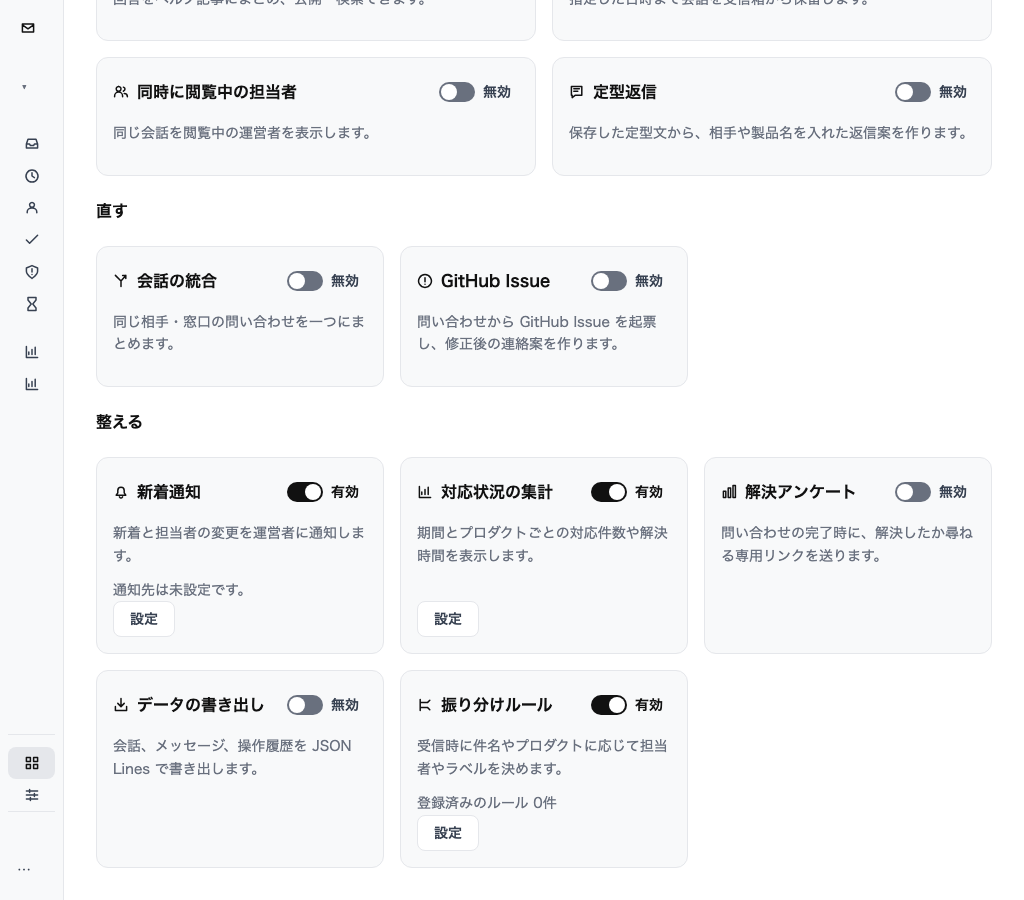 同時に閲覧中の担当者
無効
同じ会話を閲覧中の運営者を表示します。
定型返信
無効
保存した定型文から、相手や製品名を入れた返信案を作ります。
直す
会話の統合
無効
同じ相手・窓口の問い合わせを一つにま
とめます。
GitHub Issue
無効
問い合わせから GitHub Issue を起票
し、修正後の連絡案を作ります。
整える
新着通知
有効
新着と担当者の変更を運営者に通知しま
す。
通知先は未設定です。
設定
対応状況の集計
有効
期間とプロダクトごとの対応件数や解決
時間を表示します。
設定
解決アンケート
無効
問い合わせの完了時に、解決したか尋ね
る専用リンクを送ります。
データの書き出し
無効
会話、メッセージ、操作履歴を JSON
Lines で書き出します。
振り分けルール
有効
受信時に件名やプロダクトに応じて担当
者やラベルを決めます。
登録済みのルール 0件
設定